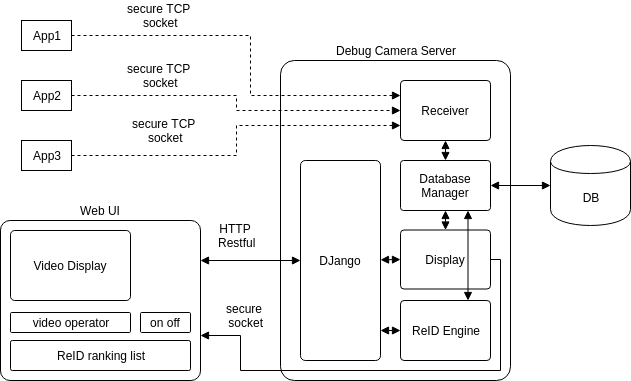 secure TCP
socket
App1
Debug Camera Server
secure TCP
socket
App2
Receiver
secure TCP
socket
App3
Database
Manager
DB
Web UI
HTTP
Restful
Video Display
DJango
Display
secure
socket
video operator
on off
ReID Engine
ReID ranking list